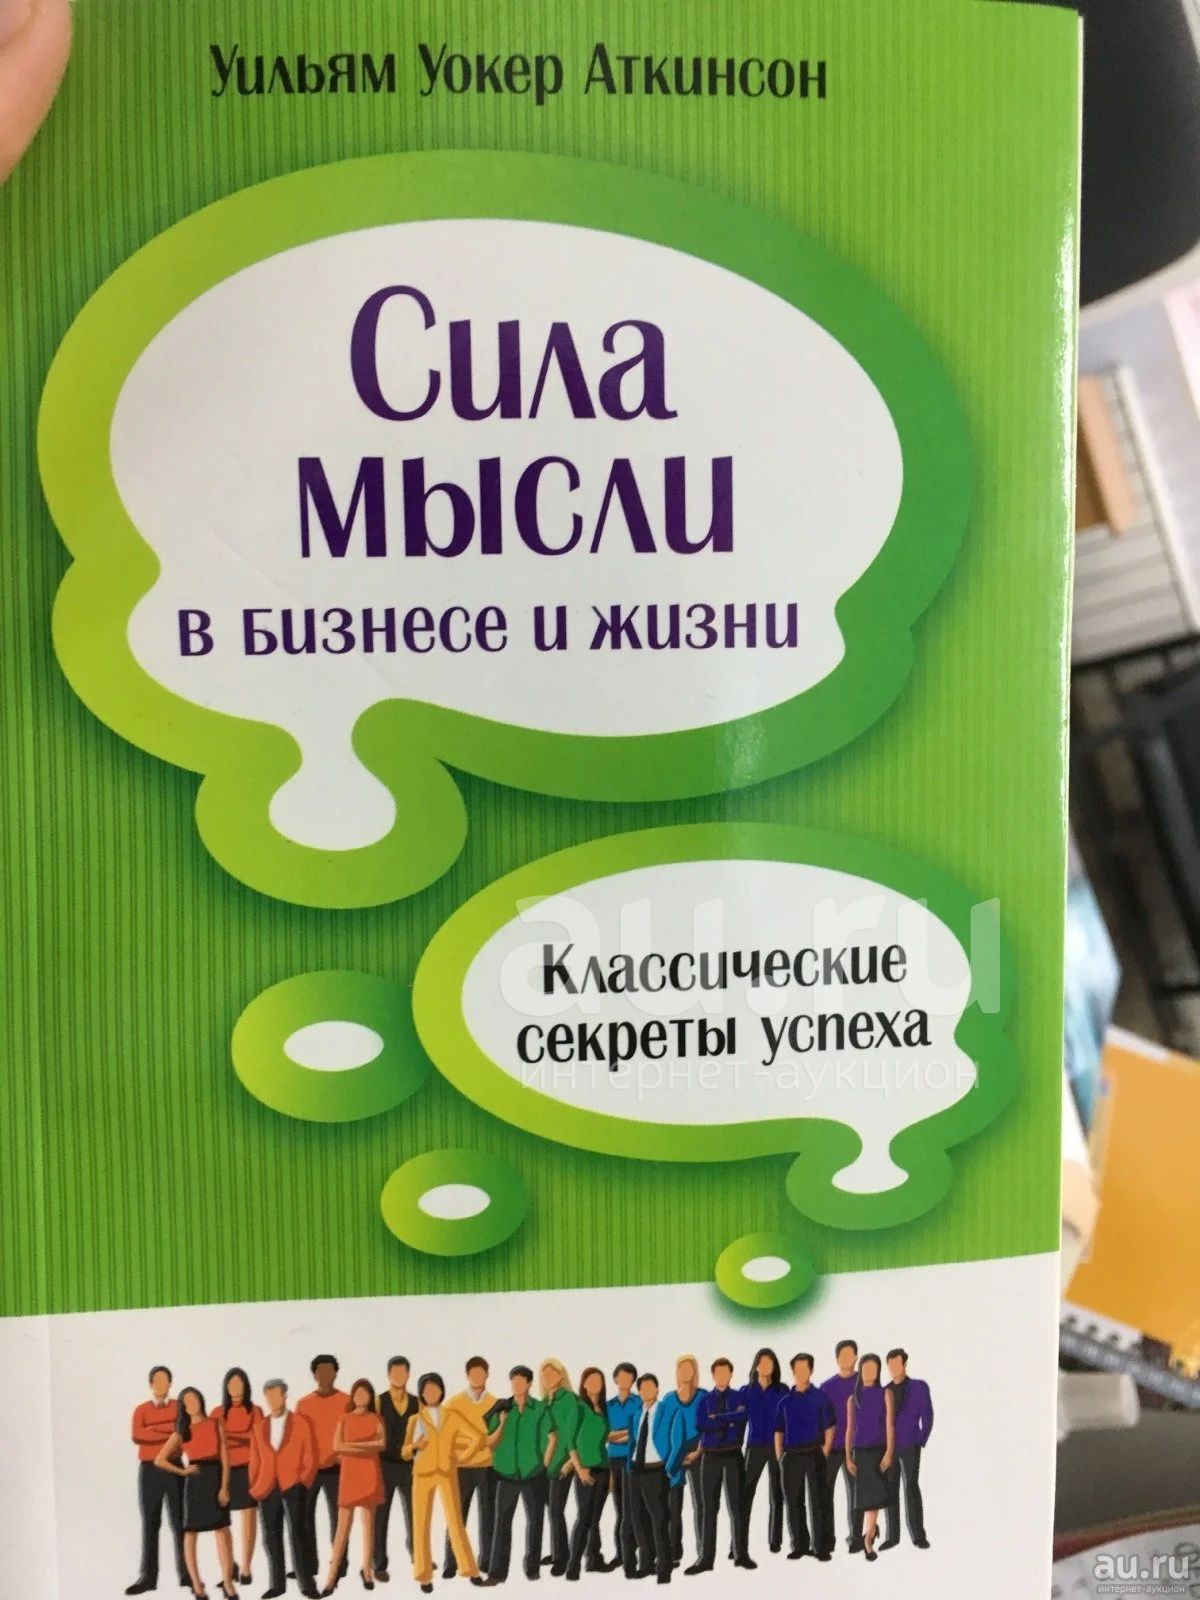 Уильям Уокер Аткинсон
Сила
мысли
в бизнесе и жизни
Классические
секреты успеха
au.ru
интернет-аукцион
au.ru
интернет-аукцион